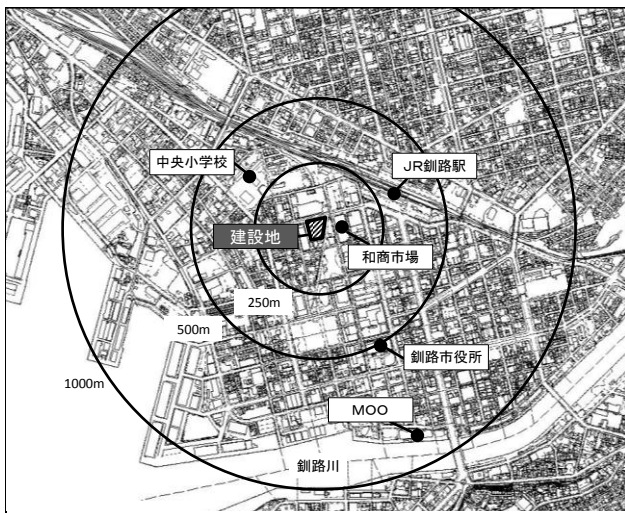 中央小学校
JR釧路駅
建設地
和商市場
250m
500m
釧路市役所
1000m
MOO
釧路川